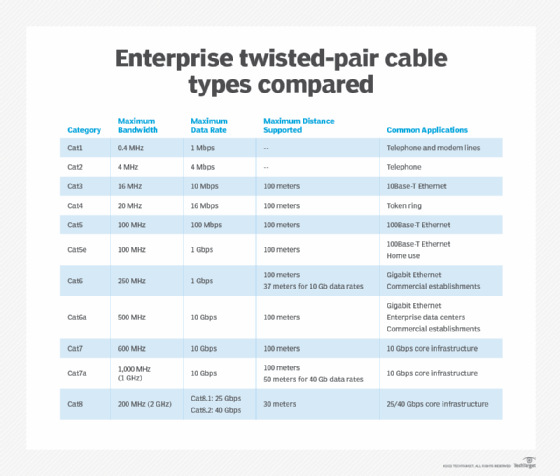 Enterprise twisted-pair cable
types compared
Category Maximum Bandwidth Maximum Data Rate Maximum Distance Supported Common Applications
Cat1 0.4 MHz 1 Mbps -- Telephone and modem lines
Cat2 4 MHz 4 Mbps -- Telephone
Cat3 16 MHz 10 Mbps 100 meters 10Base-T Ethernet
Cat4 20 MHz 16 Mbps 100 meters Token ring
Cat5 100 MHz 100 Mbps 100 meters 100Base-T Ethernet
Cat5e 100 MHz 1 Gbps 100 meters 100Base-T Ethernet
Home use
Cat6 250 MHz 1 Gbps 100 meters Gigabit Ethernet
37 meters for 10 Gb data rates Commercial establishments
Cat6a 500 MHz 10 Gbps 100 meters Gigabit Ethernet
Enterprise data centers
Commercial establishments
Cat7 600 MHz 10 Gbps 100 meters 10 Gbps core infrastructure
Cat7a 1,000 MHz (1 GHz) 10 Gbps 100 meters 10 Gbps core infrastructure
50 meters for 40 Gb data rates
Cat8 200 MHz (2 GHz) Cat8.1: 25 Gbps 30 meters 25/40 Gbps core infrastructure
Cat8.2: 40 Gbps
©2022 TECHTARGET. ALL RIGHTS RESERVED TechTarget